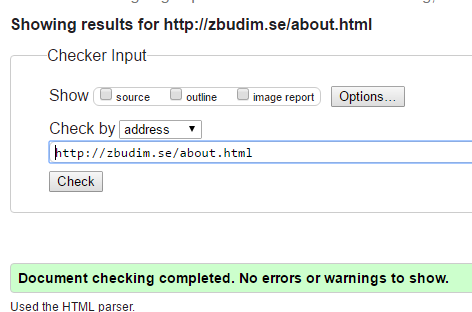 Showing results for http://zbudim.se/about.html
Checker Input
Show source outline image report Options...
Check by address
http://zbudim.se/about.html
Check
Document checking completed. No errors or warnings to show.
Used the HTML parser.